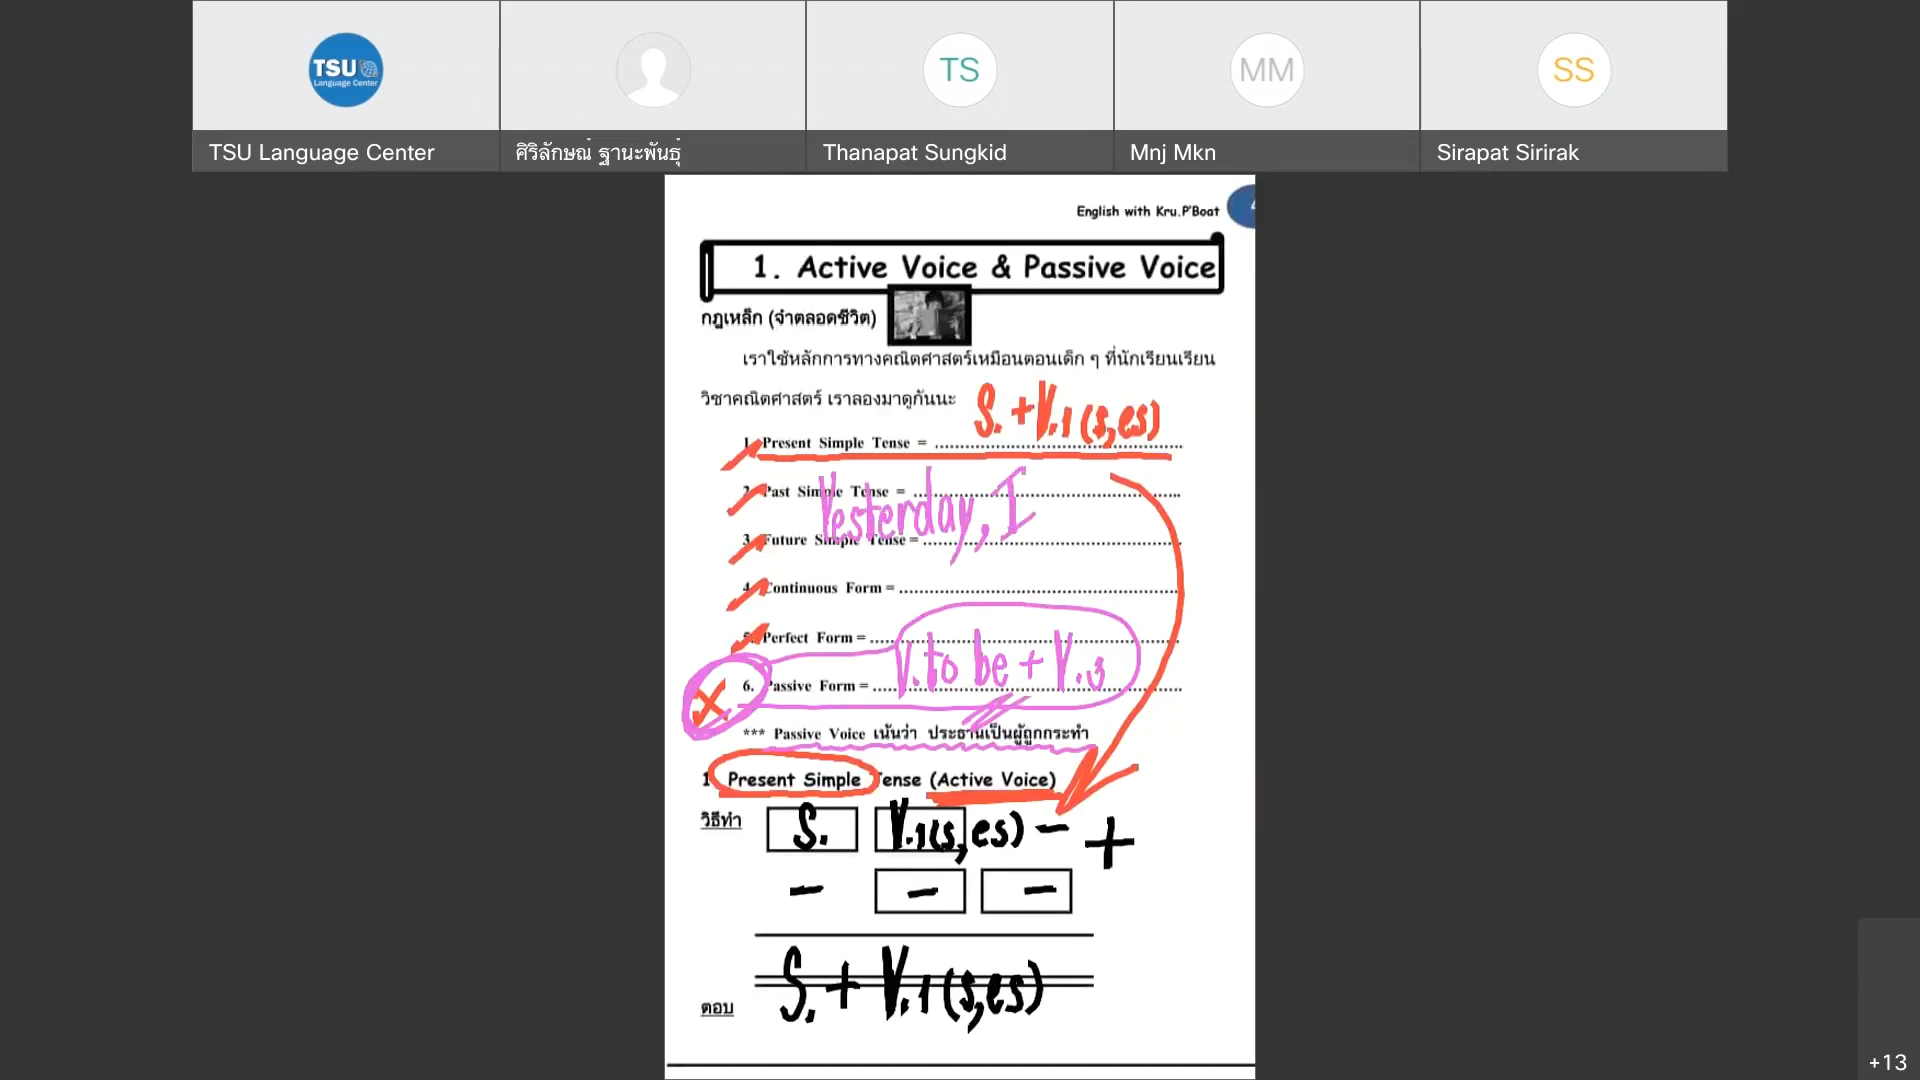 TSU
Language Center
TS
MM
SS
TSU Language Center
ศิริลักษณ์ ฐานะพันธุ์
Thanapat Sungkid
Mnj Mkn
Sirapat Sirirak
English with Kru.P'Boat
1. Active Voice & Passive Voice
กฎเหล็ก (จำตลอดชีวิต)
เราใช้หลักการทางคณิตศาสตร์เหมือนตอนเด็ก ๆ ที่นักเรียนเรียน
วิชาคณิตศาสตร์ เราลองมาดูกันนะ
S. + V.1 (s,es)
1. Present Simple Tense = ............
2. Past Simple Tense = ............
Yesterday, I
3. Future Simple Tense = ............
4. Continuous Form = ............
5. Perfect Form = ............
V. to be + V.3
6. Passive Form = ............
*** Passive Voice เน้นว่า ประธานเป็นผู้ถูกกระทำ
1 Present Simple Tense (Active Voice)
วิธีทำ S. V.1(s,es) - +
- - -
S. + V.1 (s,es)
ตอบ
+13